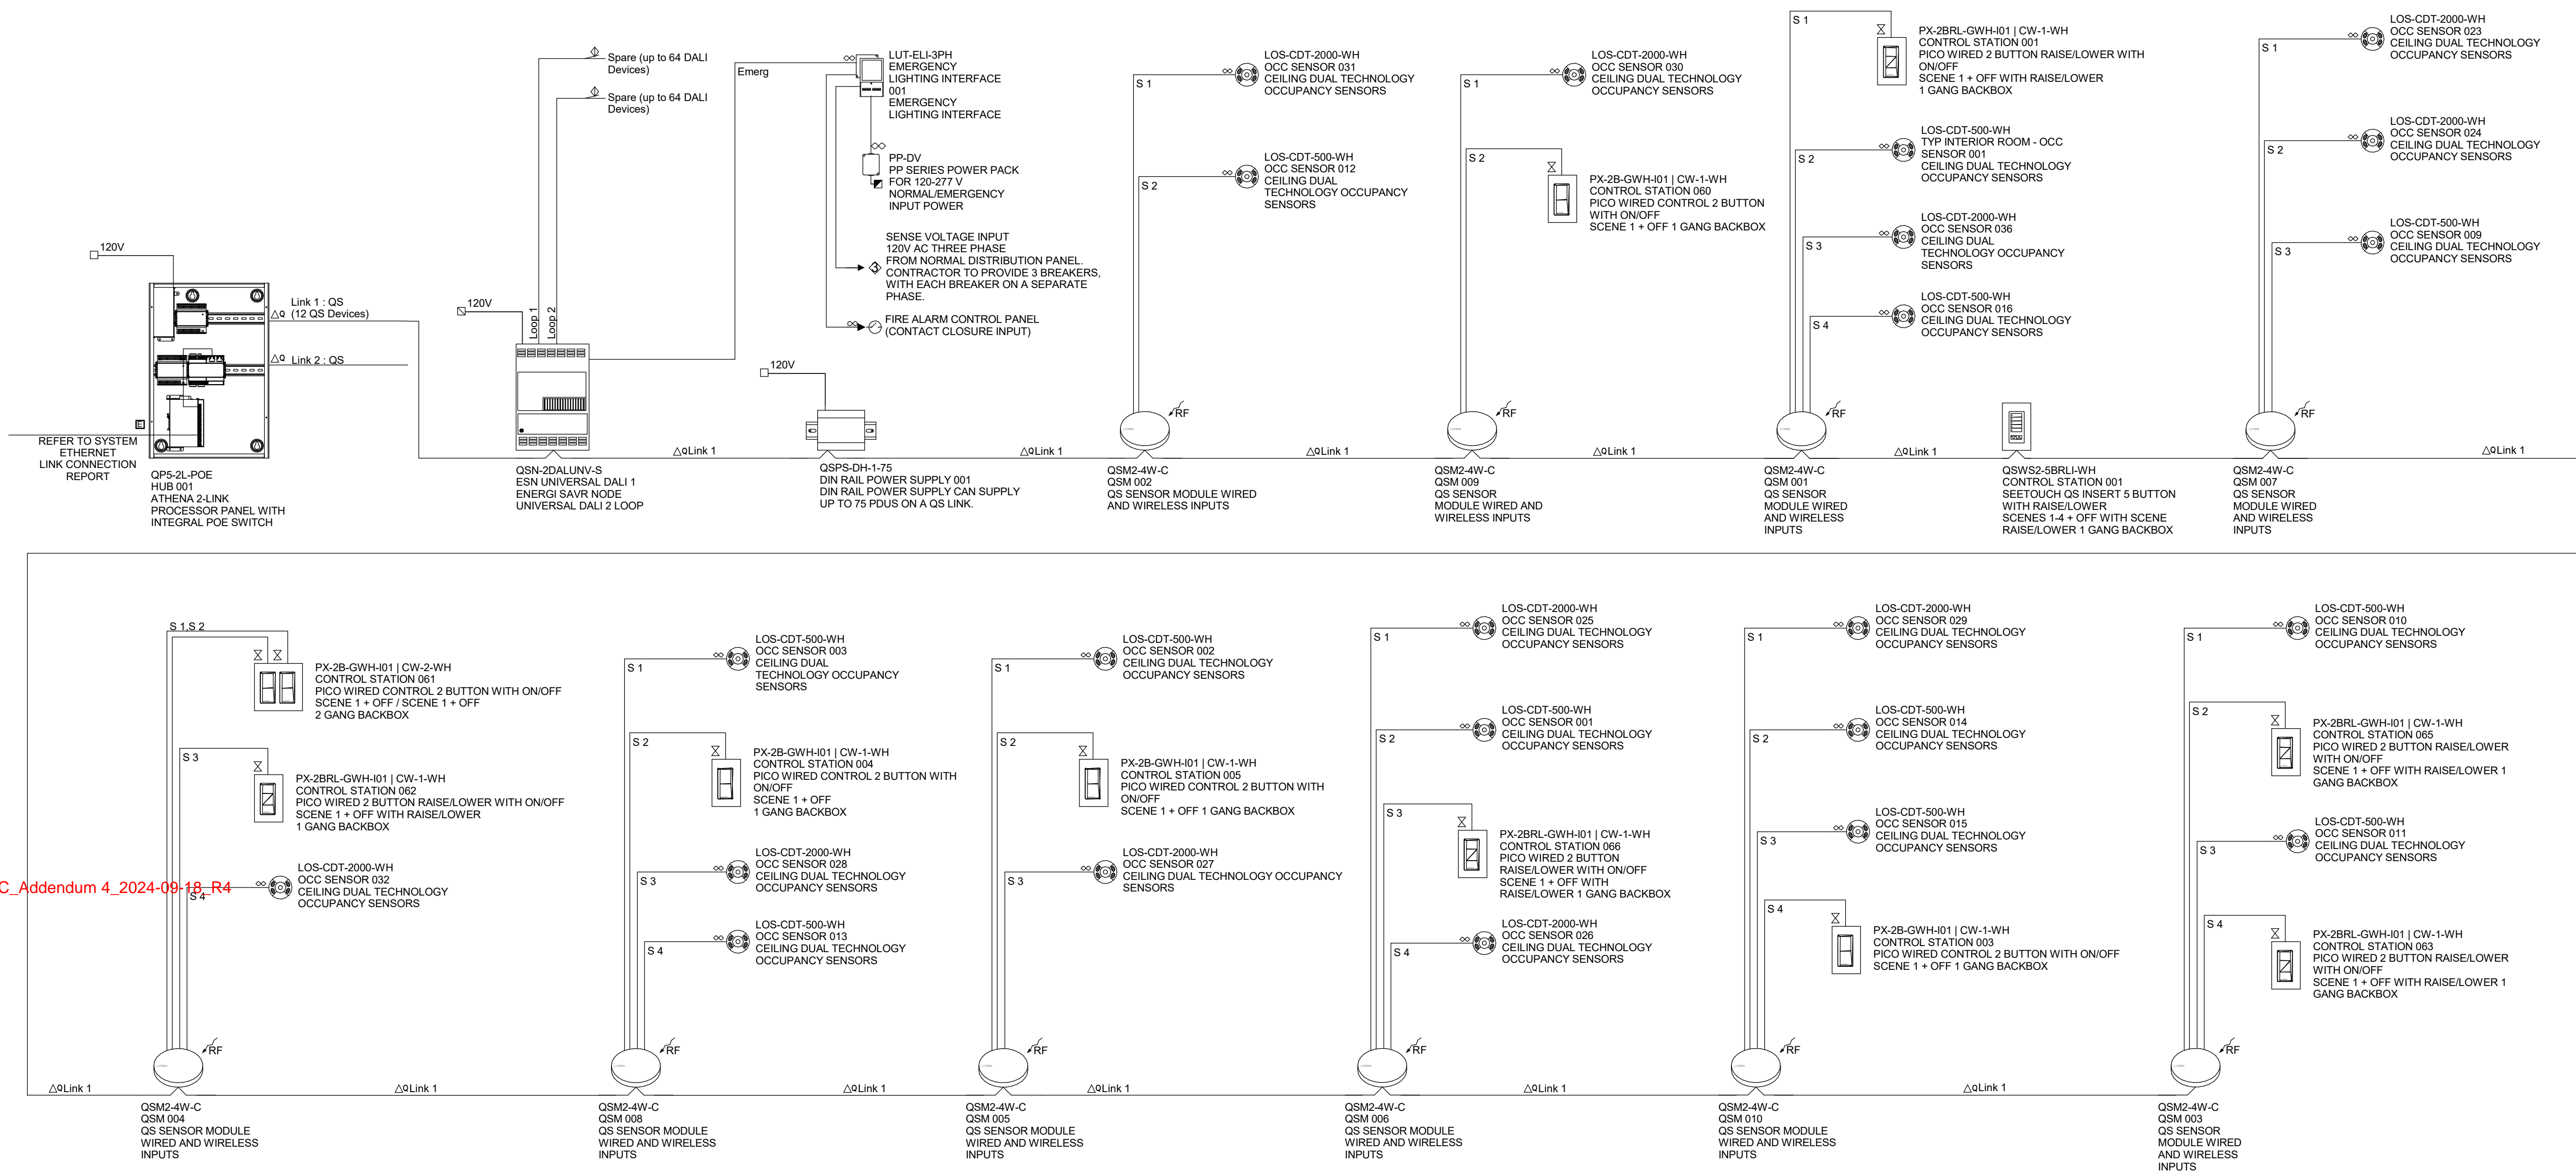 120V
Link 1 : QS
△Q (12 QS Devices)
△Q Link 2 : QS
E
REFER TO SYSTEM
ETHERNET
LINK CONNECTION
REPORT
QP5-2L-POE
HUB 001
ATHENA 2-LINK
PROCESSOR PANEL WITH
INTEGRAL POE SWITCH
120V
Loop 1
Loop 2
Spare (up to 64 DALI
Devices)
Spare (up to 64 DALI
Devices)
QSN-2DALUNV-S
ESN UNIVERSAL DALI 1
ENERGI SAVR NODE
UNIVERSAL DALI 2 LOOP
Emerg
LUT-ELI-3PH
EMERGENCY
LIGHTING INTERFACE
001
EMERGENCY
LIGHTING INTERFACE
PP-DV
PP SERIES POWER PACK
FOR 120-277 V
NORMAL/EMERGENCY
INPUT POWER
SENSE VOLTAGE INPUT
120V AC THREE PHASE
FROM NORMAL DISTRIBUTION PANEL.
3
CONTRACTOR TO PROVIDE 3 BREAKERS,
WITH EACH BREAKER ON A SEPARATE
PHASE.
FIRE ALARM CONTROL PANEL
(CONTACT CLOSURE INPUT)
120V
△QLink 1
QSPS-DH-1-75
DIN RAIL POWER SUPPLY 001
DIN RAIL POWER SUPPLY CAN SUPPLY
UP TO 75 PDUS ON A QS LINK.
△QLink 1
S 1
LOS-CDT-2000-WH
OCC SENSOR 031
CEILING DUAL TECHNOLOGY
OCCUPANCY SENSORS
S 2
LOS-CDT-500-WH
OCC SENSOR 012
CEILING DUAL
TECHNOLOGY OCCUPANCY
SENSORS
RF
QSM2-4W-C
QSM 002
QS SENSOR MODULE WIRED
AND WIRELESS INPUTS
△QLink 1
S 1
LOS-CDT-2000-WH
OCC SENSOR 030
CEILING DUAL TECHNOLOGY
OCCUPANCY SENSORS
S 2
PX-2B-GWH-I01 | CW-1-WH
CONTROL STATION 060
PICO WIRED CONTROL 2 BUTTON
WITH ON/OFF
SCENE 1 + OFF 1 GANG BACKBOX
RF
QSM2-4W-C
QSM 009
QS SENSOR
MODULE WIRED AND
WIRELESS INPUTS
△QLink 1
S 1
PX-2BRL-GWH-I01 | CW-1-WH
CONTROL STATION 001
PICO WIRED 2 BUTTON RAISE/LOWER WITH
ON/OFF
SCENE 1 + OFF WITH RAISE/LOWER
1 GANG BACKBOX
S 2
LOS-CDT-500-WH
TYP INTERIOR ROOM - OCC
SENSOR 001
CEILING DUAL TECHNOLOGY
OCCUPANCY SENSORS
S 3
LOS-CDT-2000-WH
OCC SENSOR 036
CEILING DUAL
TECHNOLOGY OCCUPANCY
SENSORS
S 4
LOS-CDT-500-WH
OCC SENSOR 016
CEILING DUAL TECHNOLOGY
OCCUPANCY SENSORS
RF
QSM2-4W-C
QSM 001
QS SENSOR
MODULE WIRED
AND WIRELESS
INPUTS
△QLink 1
QSWS2-5BRLI-WH
CONTROL STATION 001
SEETOUCH QS INSERT 5 BUTTON
WITH RAISE/LOWER
SCENES 1-4 + OFF WITH SCENE
RAISE/LOWER 1 GANG BACKBOX
S 1
LOS-CDT-2000-WH
OCC SENSOR 023
CEILING DUAL TECHNOLOGY
OCCUPANCY SENSORS
S 2
LOS-CDT-2000-WH
OCC SENSOR 024
CEILING DUAL TECHNOLOGY
OCCUPANCY SENSORS
S 3
LOS-CDT-500-WH
OCC SENSOR 009
CEILING DUAL TECHNOLOGY
OCCUPANCY SENSORS
RF
QSM2-4W-C
QSM 007
QS SENSOR
MODULE WIRED
AND WIRELESS
INPUTS
△QLink 1
△QLink 1
S 1,S 2
PX-2B-GWH-I01 | CW-2-WH
CONTROL STATION 061
PICO WIRED CONTROL 2 BUTTON WITH ON/OFF
SCENE 1 + OFF / SCENE 1 + OFF
2 GANG BACKBOX
S 3
PX-2BRL-GWH-I01 | CW-1-WH
CONTROL STATION 062
PICO WIRED 2 BUTTON RAISE/LOWER WITH ON/OFF
SCENE 1 + OFF WITH RAISE/LOWER
1 GANG BACKBOX
C_Addendum 4_2024-09-18_R4
S 4
LOS-CDT-2000-WH
OCC SENSOR 032
CEILING DUAL TECHNOLOGY
OCCUPANCY SENSORS
RF
QSM2-4W-C
QSM 004
QS SENSOR MODULE
WIRED AND WIRELESS
INPUTS
△QLink 1
S 1
LOS-CDT-500-WH
OCC SENSOR 003
CEILING DUAL
TECHNOLOGY OCCUPANCY
SENSORS
S 2
PX-2B-GWH-I01 | CW-1-WH
CONTROL STATION 004
PICO WIRED CONTROL 2 BUTTON WITH
ON/OFF
SCENE 1 + OFF
1 GANG BACKBOX
S 3
LOS-CDT-2000-WH
OCC SENSOR 028
CEILING DUAL TECHNOLOGY
OCCUPANCY SENSORS
S 4
LOS-CDT-500-WH
OCC SENSOR 013
CEILING DUAL TECHNOLOGY
OCCUPANCY SENSORS
RF
QSM2-4W-C
QSM 008
QS SENSOR MODULE
WIRED AND WIRELESS
INPUTS
△QLink 1
S 1
LOS-CDT-500-WH
OCC SENSOR 002
CEILING DUAL TECHNOLOGY
OCCUPANCY SENSORS
S 2
PX-2B-GWH-I01 | CW-1-WH
CONTROL STATION 005
PICO WIRED CONTROL 2 BUTTON WITH
ON/OFF
SCENE 1 + OFF 1 GANG BACKBOX
S 3
LOS-CDT-2000-WH
OCC SENSOR 027
CEILING DUAL TECHNOLOGY OCCUPANCY
SENSORS
RF
QSM2-4W-C
QSM 005
QS SENSOR MODULE
WIRED AND WIRELESS
INPUTS
△QLink 1
S 1
LOS-CDT-2000-WH
OCC SENSOR 025
CEILING DUAL TECHNOLOGY
OCCUPANCY SENSORS
S 2
LOS-CDT-500-WH
OCC SENSOR 001
CEILING DUAL TECHNOLOGY
OCCUPANCY SENSORS
S 3
PX-2BRL-GWH-I01 | CW-1-WH
CONTROL STATION 066
PICO WIRED 2 BUTTON
RAISE/LOWER WITH ON/OFF
SCENE 1 + OFF WITH
RAISE/LOWER 1 GANG BACKBOX
S 4
LOS-CDT-2000-WH
OCC SENSOR 026
CEILING DUAL TECHNOLOGY
OCCUPANCY SENSORS
RF
QSM2-4W-C
QSM 006
QS SENSOR MODULE
WIRED AND WIRELESS
INPUTS
△QLink 1
S 1
LOS-CDT-2000-WH
OCC SENSOR 029
CEILING DUAL TECHNOLOGY
OCCUPANCY SENSORS
S 2
LOS-CDT-500-WH
OCC SENSOR 014
CEILING DUAL TECHNOLOGY
OCCUPANCY SENSORS
S 3
LOS-CDT-500-WH
OCC SENSOR 015
CEILING DUAL TECHNOLOGY
OCCUPANCY SENSORS
S 4
PX-2B-GWH-I01 | CW-1-WH
CONTROL STATION 003
PICO WIRED CONTROL 2 BUTTON WITH ON/OFF
SCENE 1 + OFF 1 GANG BACKBOX
RF
QSM2-4W-C
QSM 010
QS SENSOR MODULE
WIRED AND WIRELESS
INPUTS
△QLink 1
S 1
LOS-CDT-500-WH
OCC SENSOR 010
CEILING DUAL TECHNOLOGY
OCCUPANCY SENSORS
S 2
PX-2BRL-GWH-I01 | CW-1-WH
CONTROL STATION 065
PICO WIRED 2 BUTTON RAISE/LOWER
WITH ON/OFF
SCENE 1 + OFF WITH RAISE/LOWER 1
GANG BACKBOX
S 3
LOS-CDT-500-WH
OCC SENSOR 011
CEILING DUAL TECHNOLOGY
OCCUPANCY SENSORS
S 4
PX-2BRL-GWH-I01 | CW-1-WH
CONTROL STATION 063
PICO WIRED 2 BUTTON RAISE/LOWER
WITH ON/OFF
SCENE 1 + OFF WITH RAISE/LOWER 1
GANG BACKBOX
RF
QSM2-4W-C
QSM 003
QS SENSOR
MODULE WIRED
AND WIRELESS
INPUTS